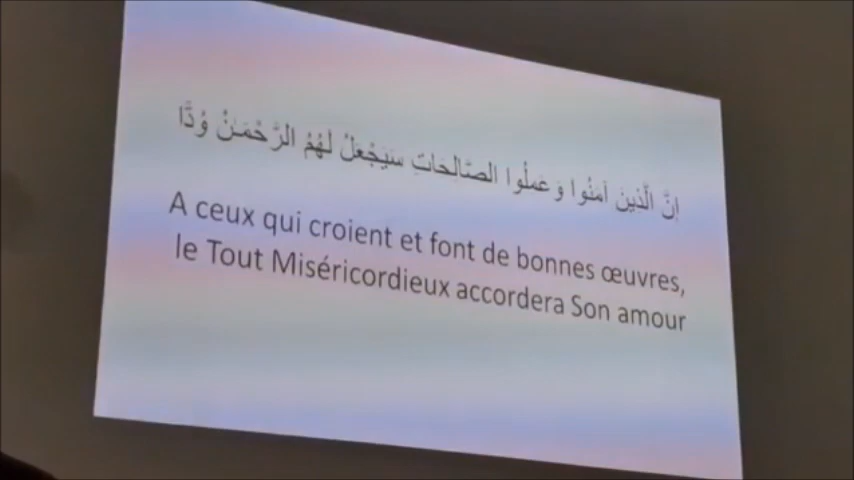 إِنَّ الَّذِينَ آمَنُوا وَعَمِلُوا الصَّالِحَاتِ سَيَجْعَلُ لَهُمُ الرَّحْمَـٰنُ وُدًّا
A ceux qui croient et font de bonnes œuvres,
le Tout Miséricordieux accordera Son amour